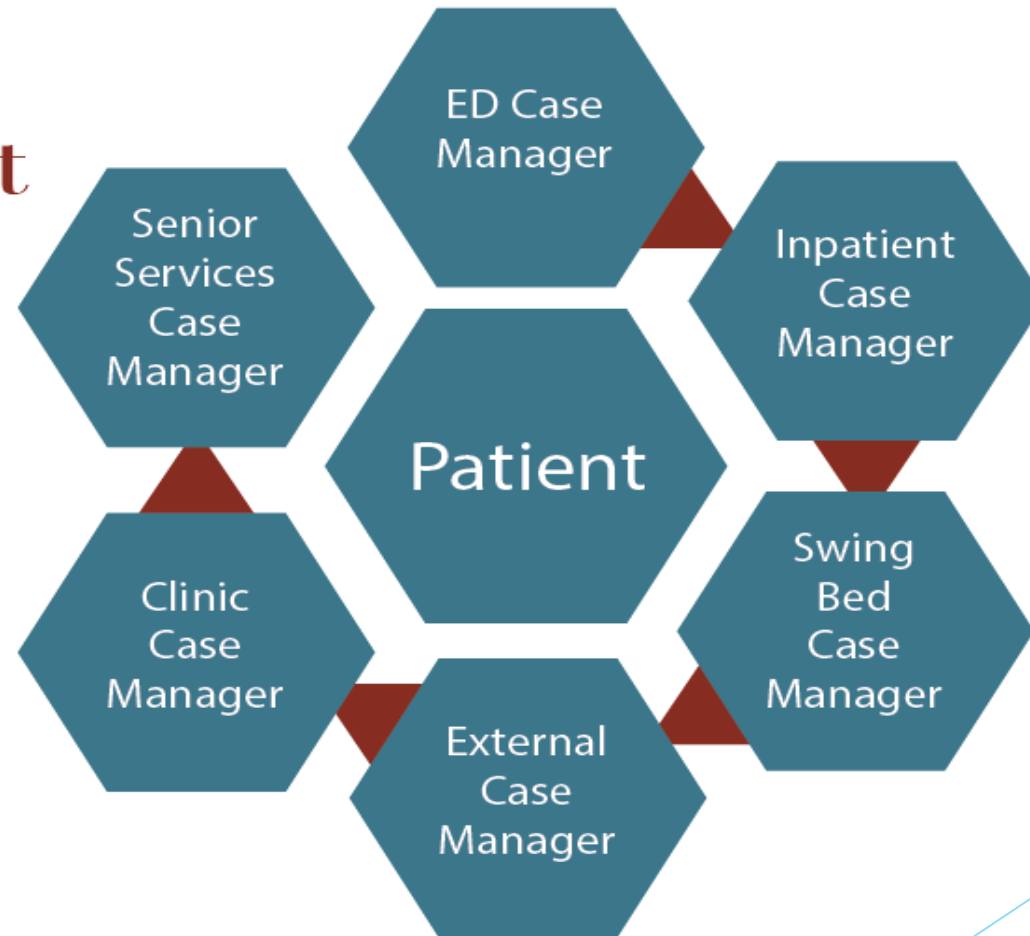 t
ED Case
Manager
Inpatient
Case
Manager
Swing
Bed
Case
Manager
External
Case
Manager
Clinic
Case
Manager
Senior
Services
Case
Manager
Patient